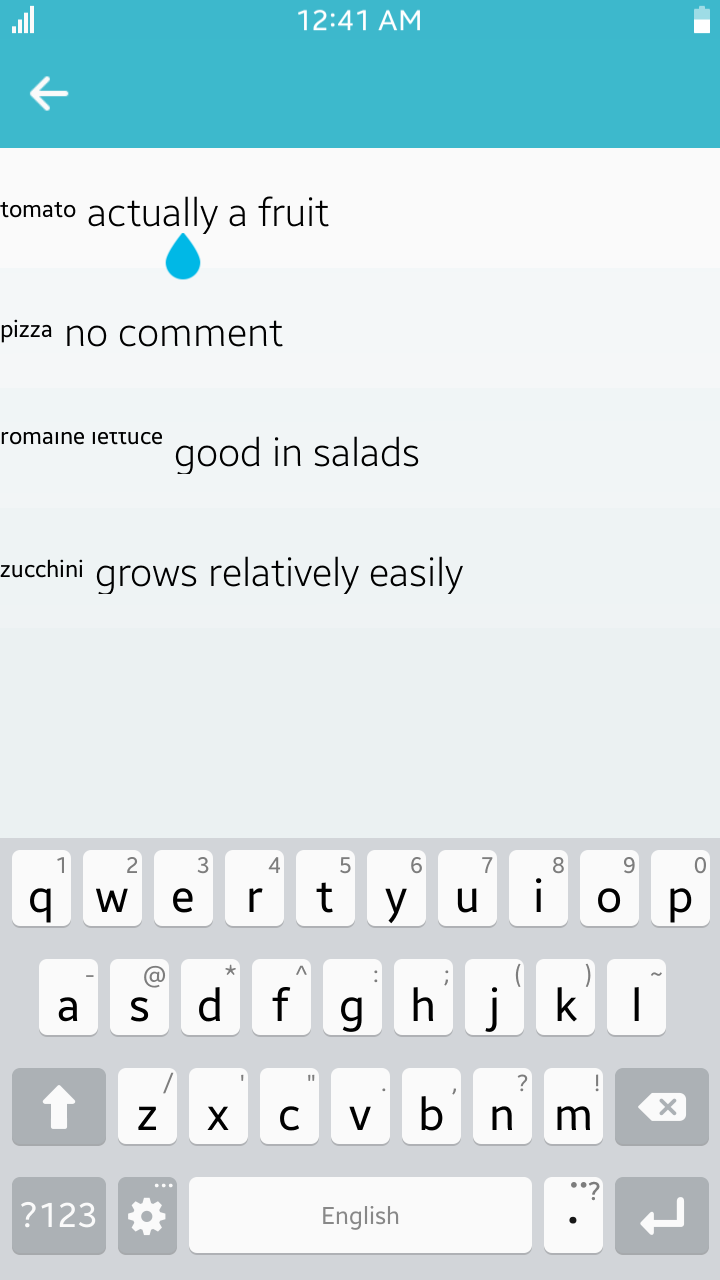 12:41 AM
tomato actually a fruit
pizza no comment
romaine lettuce good in salads
zucchini grows relatively easily
1 2 3 4 5 6 7 8 9 0
q w e r t y u i o p
- @ * ^ : ; ( ) ~
a s d f g h j k l
/ ' " . , ? !
z x c v b n m
?123 ... English . ••?